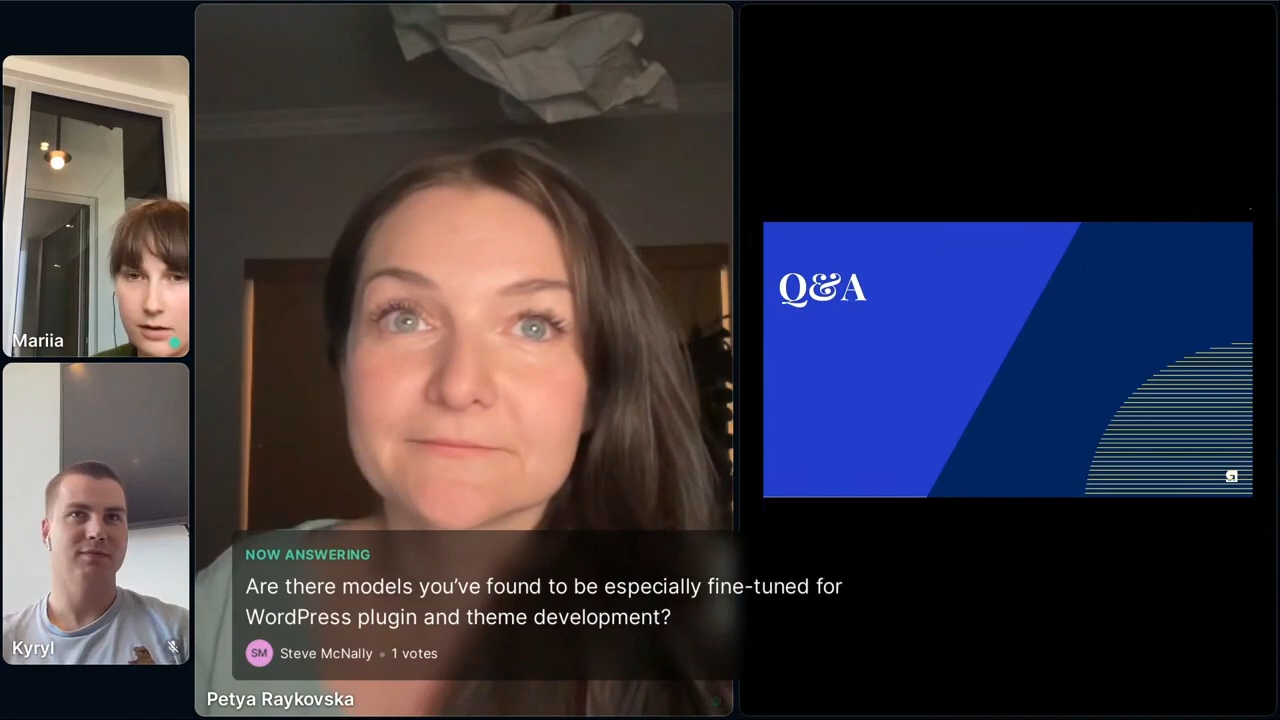 Mariia
Kyryl
NOW ANSWERING
Are there models you’ve found to be especially fine-tuned for
WordPress plugin and theme development?
SM Steve McNally • 1 votes
Petya Raykovska
Q&A